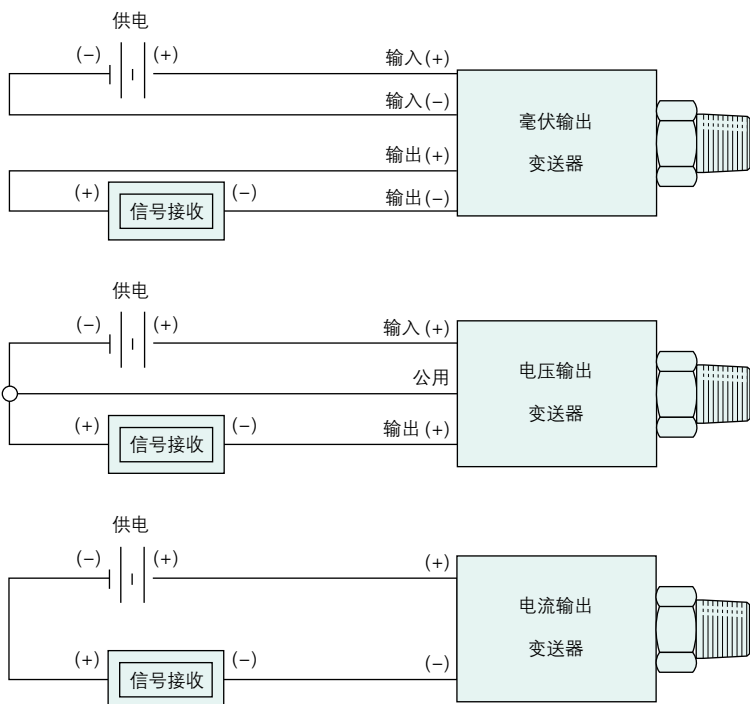 供电
(−) (+) 输入(+)
输入(−)
毫伏输出
变送器
输出(+)
(+) 信号接收 (−) 输出(−)
供电
(−) (+) 输入(+)
公用
电压输出
变送器
(+) 信号接收 (−) 输出(+)
供电
(−) (+) (+)
电流输出
变送器
(+) 信号接收 (−) (−)